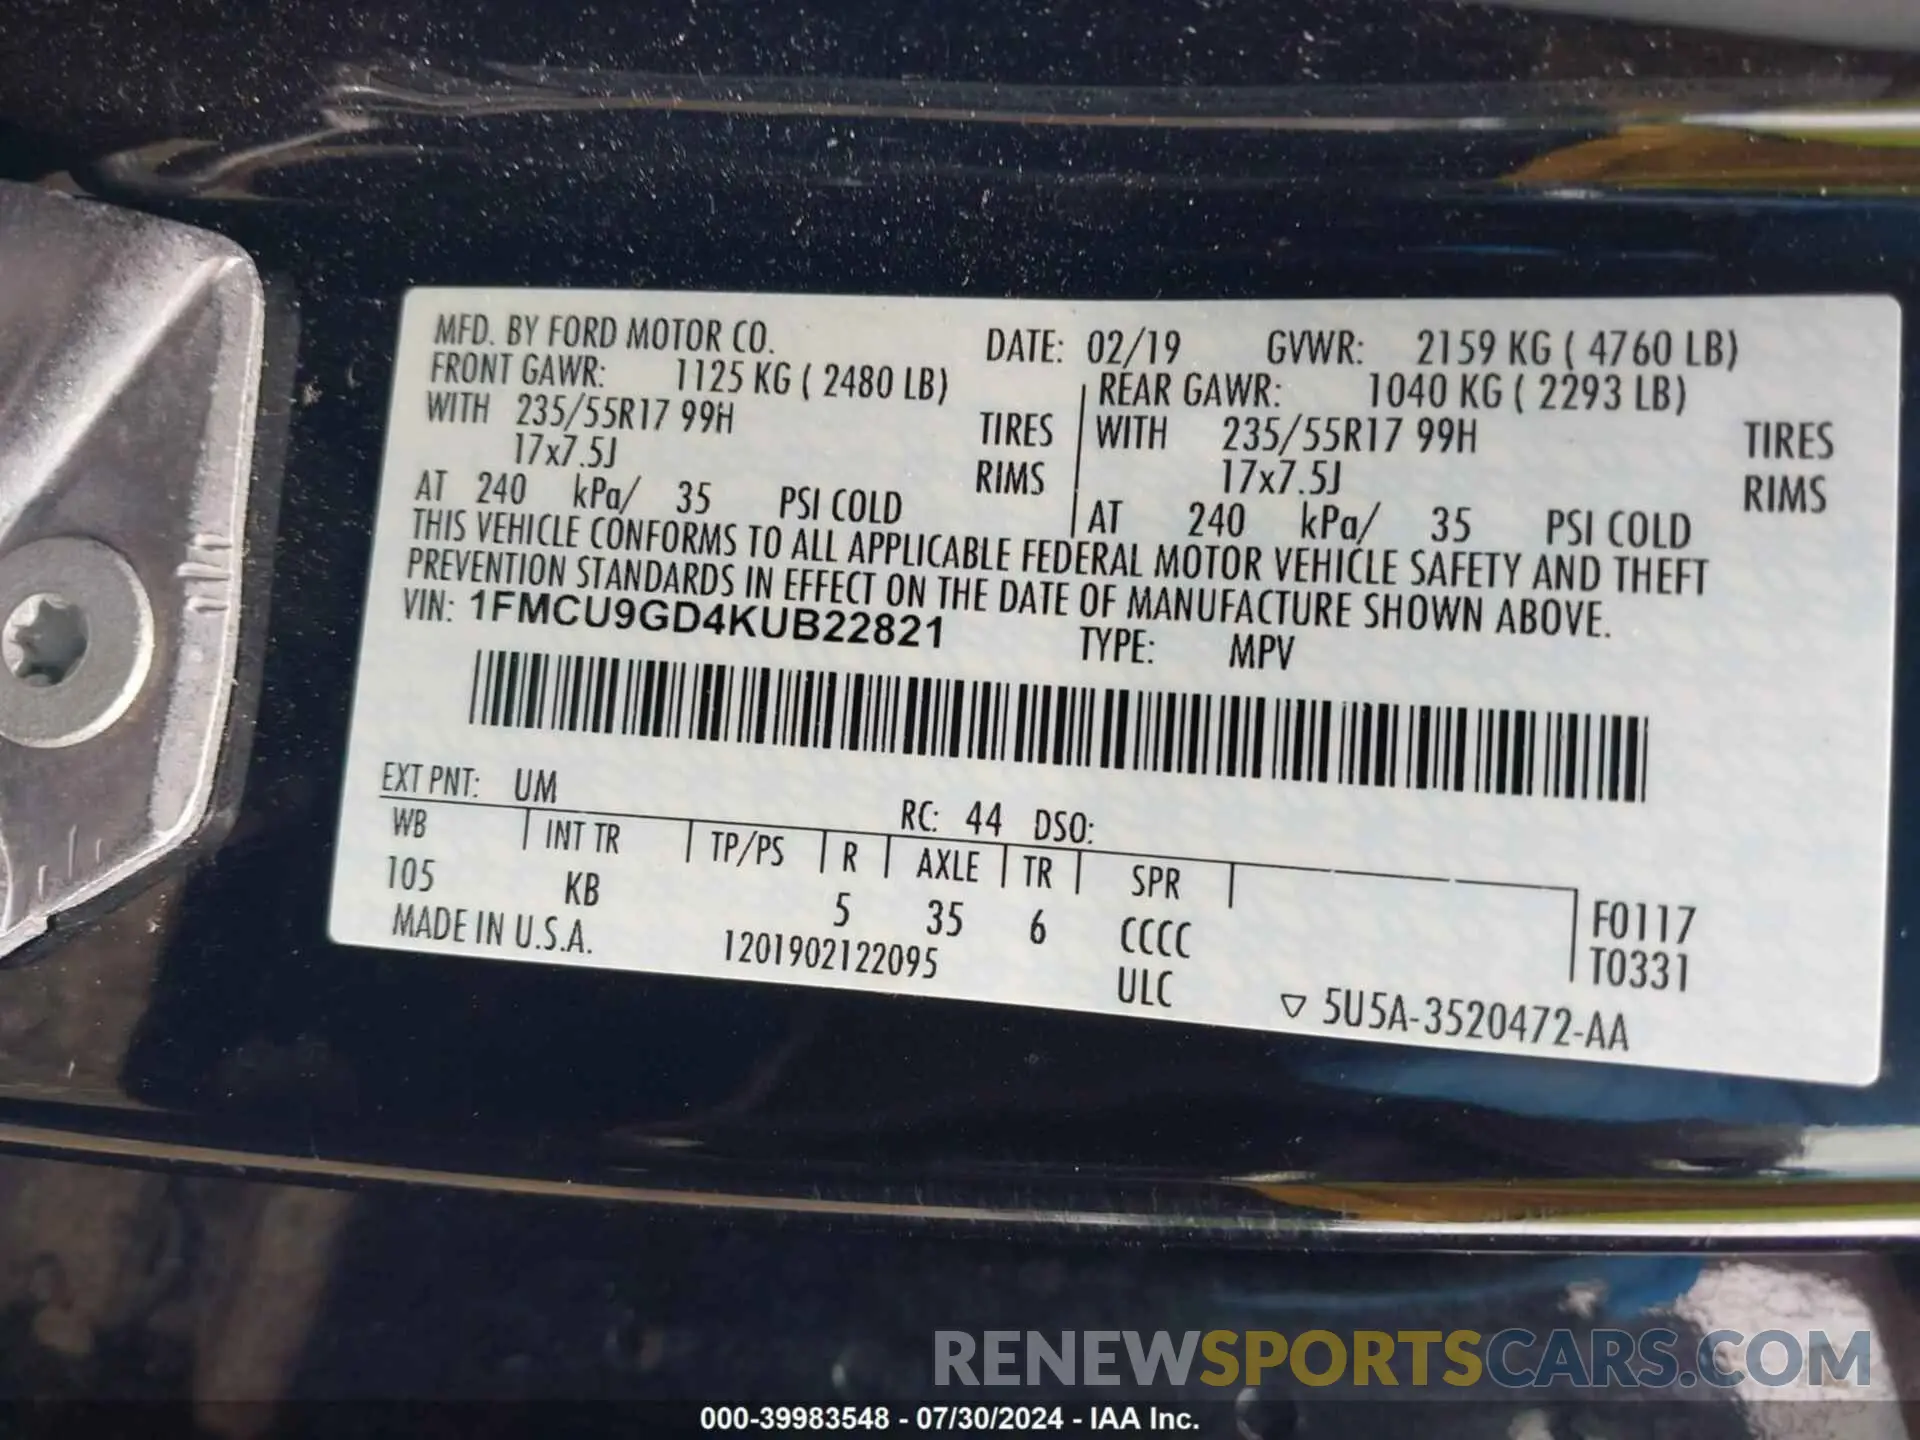 MFD. BY FORD MOTOR CO. DATE: 02/19 GVWR: 2159 KG ( 4760 LB)
FRONT GAWR: 1125 KG ( 2480 LB) REAR GAWR: 1040 KG ( 2293 LB)
WITH 235/55R17 99H TIRES WITH 235/55R17 99H TIRES
17x7.5J RIMS 17x7.5J RIMS
AT 240 kPa/ 35 PSI COLD AT 240 kPa/ 35 PSI COLD
THIS VEHICLE CONFORMS TO ALL APPLICABLE FEDERAL MOTOR VEHICLE SAFETY AND THEFT
PREVENTION STANDARDS IN EFFECT ON THE DATE OF MANUFACTURE SHOWN ABOVE.
VIN: 1FMCU9GD4KUB22821 TYPE: MPV
EXT PNT: UM RC: 44 DSO:
WB INT TR TP/PS R AXLE TR SPR
105 KB 5 35 6 CCCC F0117
MADE IN U.S.A. 1201902122095 ULC T0331
▽ 5U5A-3520472-AA
RENEWSPORTSCARS.COM
000-39983548 - 07/30/2024 - IAA Inc.